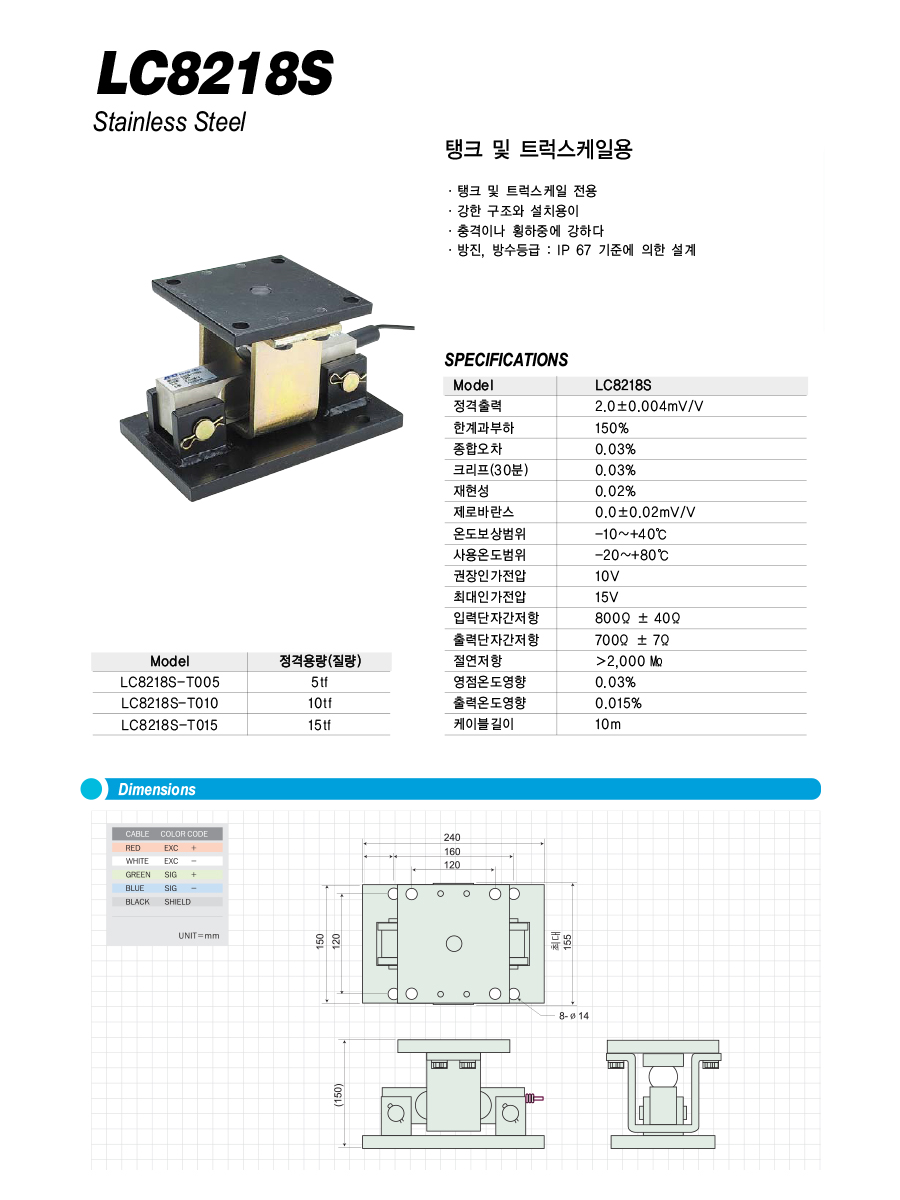 LC8218S
Stainless Steel
탱크 및 트럭스케일용
· 탱크 및 트럭스케일 전용
· 강한 구조와 설치용이
· 충격이나 횡하중에 강하다
· 방진, 방수등급 : IP 67 기준에 의한 설계
SPECIFICATIONS
Model LC8218S
정격출력 2.0±0.004mV/V
한계과부하 150%
종합오차 0.03%
크리프(30분) 0.03%
재현성 0.02%
제로바란스 0.0±0.02mV/V
온도보상범위 -10~+40℃
사용온도범위 -20~+80℃
권장인가전압 10V
최대인가전압 15V
입력단자간저항 800Ω ± 40Ω
출력단자간저항 700Ω ± 7Ω
절연저항 >2,000 ㏁
영점온도영향 0.03%
출력온도영향 0.015%
케이블길이 10m
Model 정격용량(질량)
LC8218S-T005 5tf
LC8218S-T010 10tf
LC8218S-T015 15tf
Dimensions
CABLE COLOR CODE
RED EXC +
WHITE EXC -
GREEN SIG +
BLUE SIG -
BLACK SHIELD
UNIT=mm
240
160
120
150
120
최대
155
8-ø14
(150)